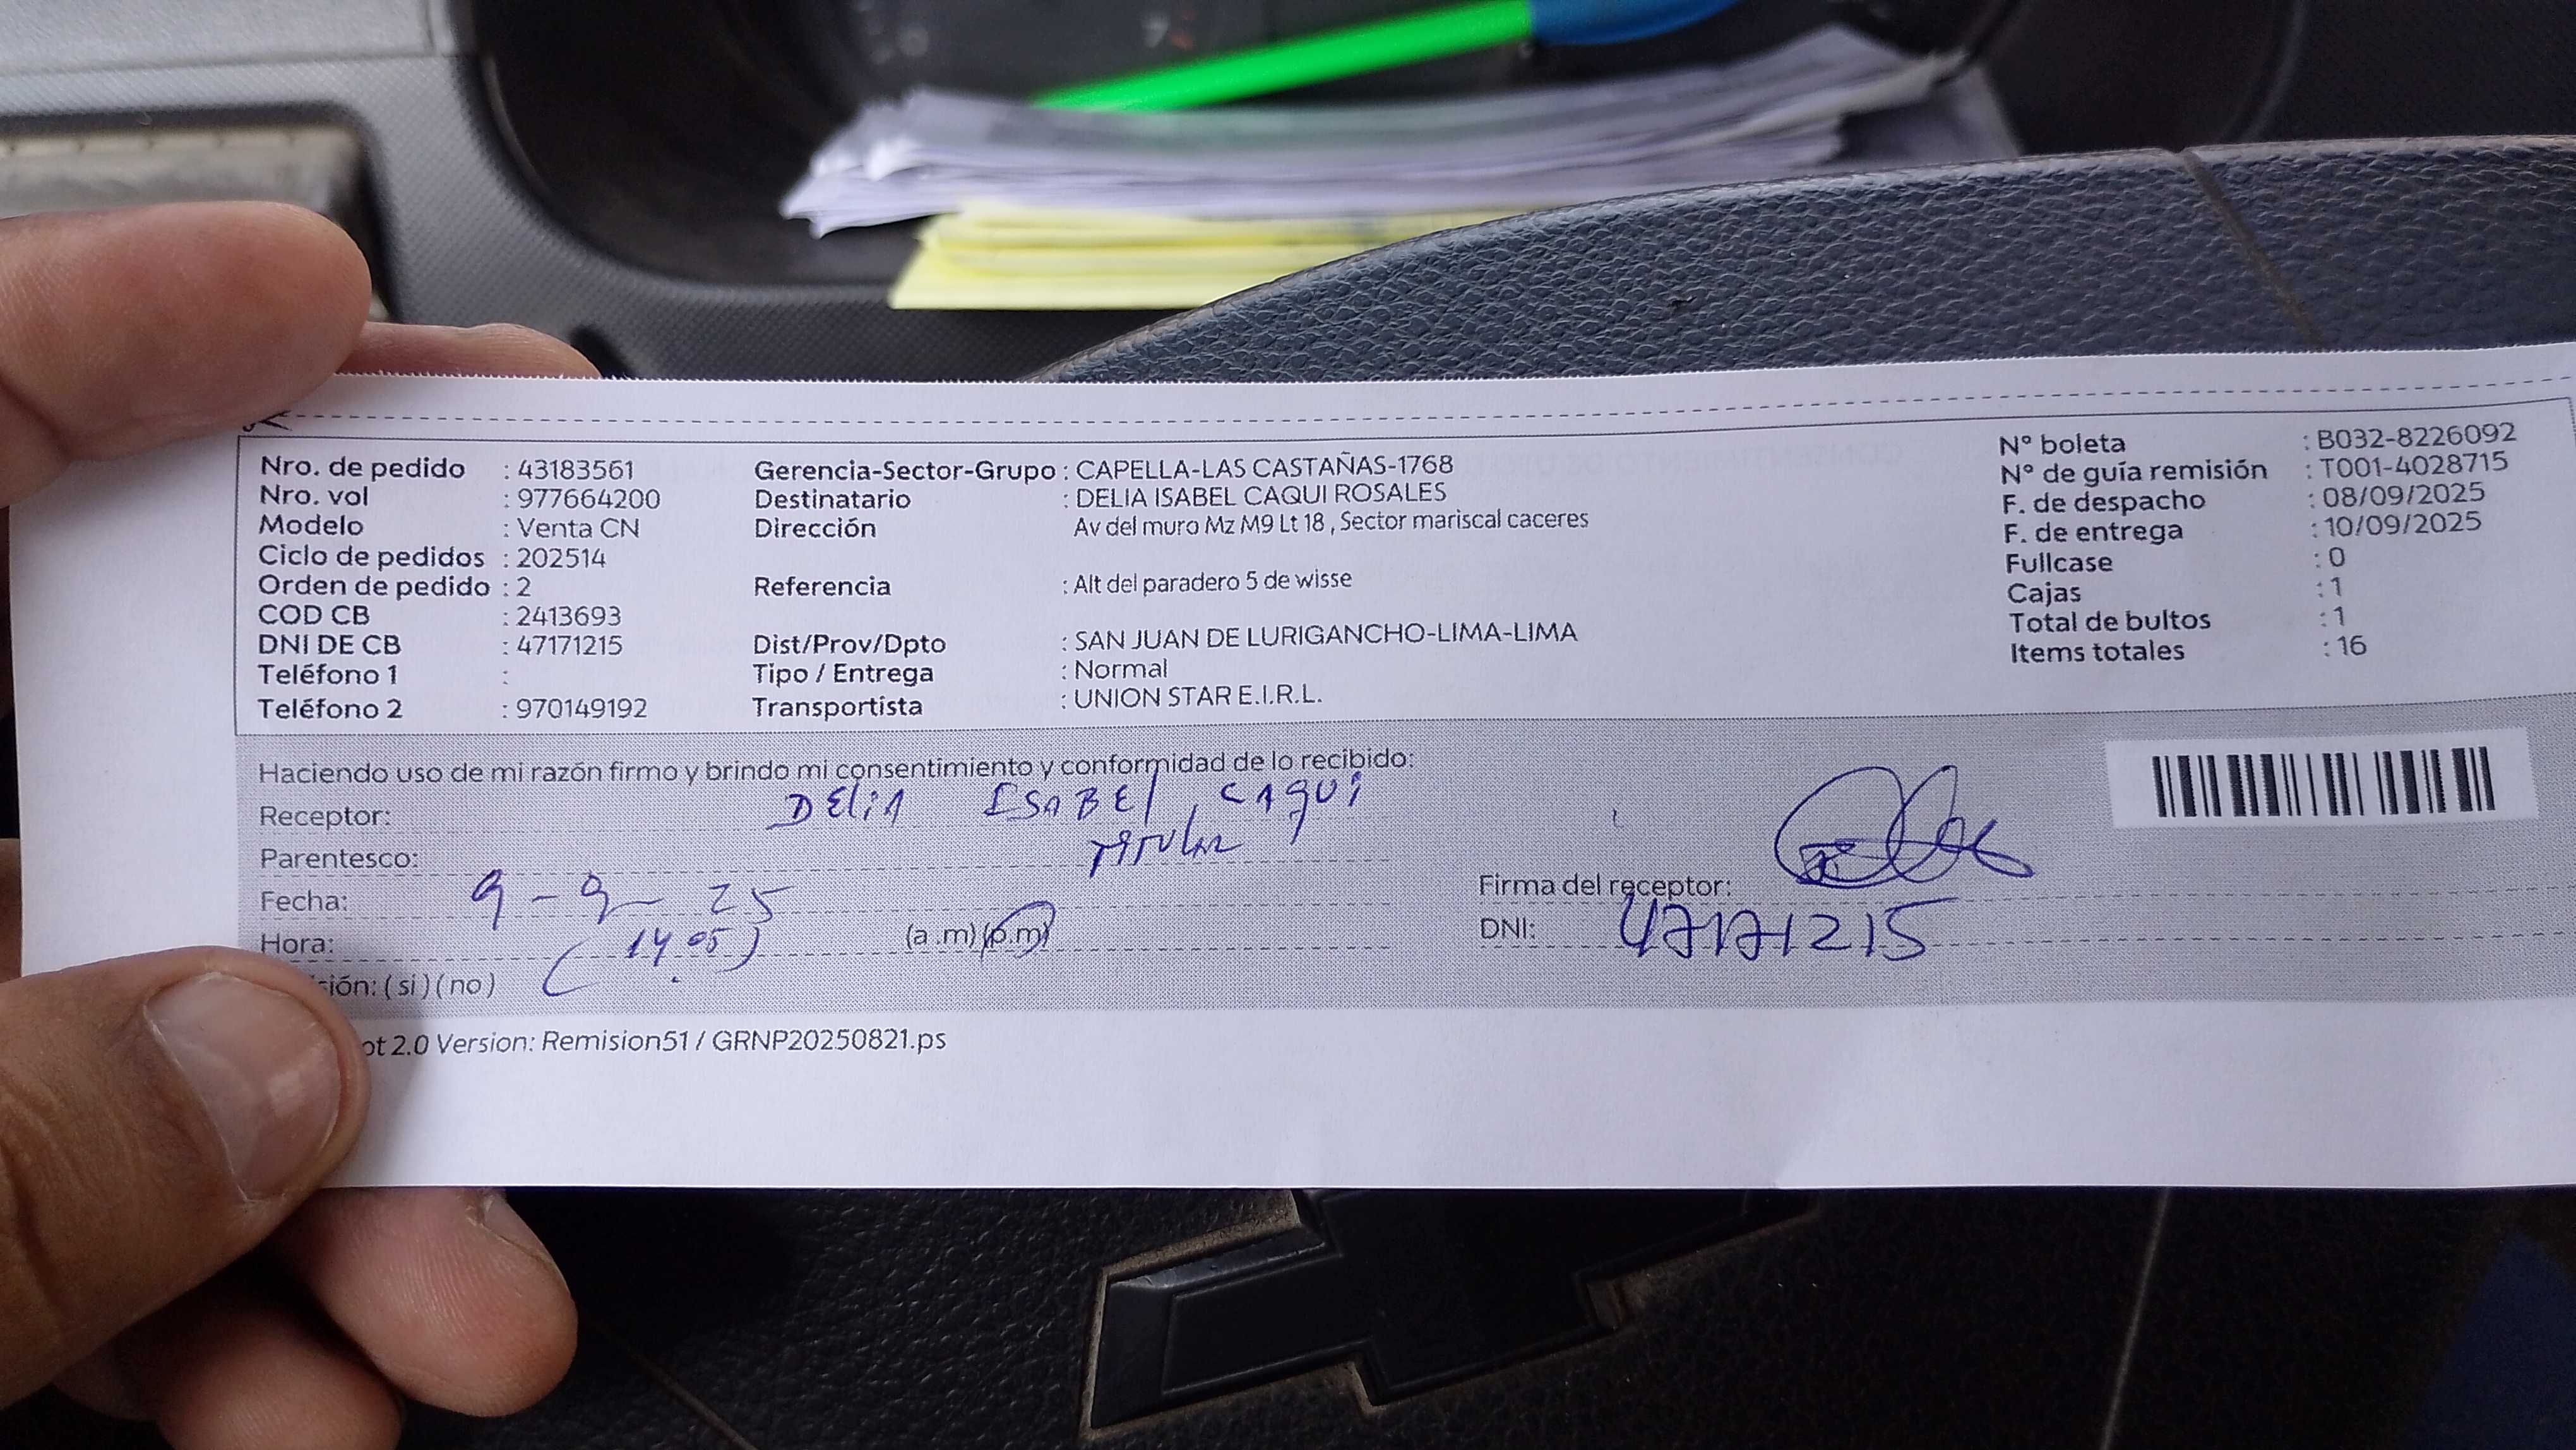 Nro. de pedido : 43183561
Nro. vol : 977664200
Modelo : Venta CN
Ciclo de pedidos : 202514
Orden de pedido : 2
COD CB : 2413693
DNI DE CB : 47171215
Teléfono 1 :
Teléfono 2 : 970149192
Gerencia-Sector-Grupo : CAPELLA-LAS CASTAÑAS-1768
Destinatario : DELIA ISABEL CAQUI ROSALES
Dirección Av del muro Mz M9 Lt 18 , Sector mariscal caceres
Referencia : Alt del paradero 5 de wisse
Dist/Prov/Dpto : SAN JUAN DE LURIGANCHO-LIMA-LIMA
Tipo / Entrega : Normal
Transportista : UNION STAR E.I.R.L.
N° boleta : B032-8226092
N° de guía remisión : T001-4028715
F. de despacho : 08/09/2025
F. de entrega : 10/09/2025
Fullcase : 0
Cajas : 1
Total de bultos : 1
Items totales : 16
Haciendo uso de mi razón firmo y brindo mi consentimiento y conformidad de lo recibido:
Receptor: DELIA ISABEL CAQUI
Parentesco: TITULAR
Fecha: 9-9-25
Hora: (14.05) (a .m) (p.m)
sión: ( si ) ( no )
Firma del receptor:
DNI: 47171215
ot 2.0 Version: Remision51 / GRNP20250821.ps